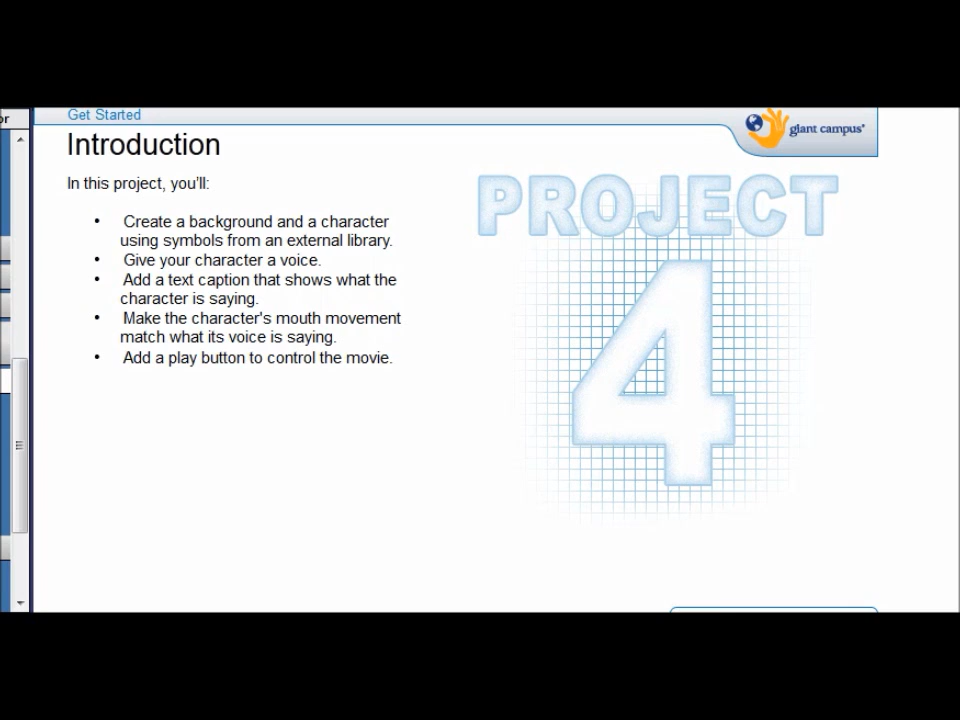 or
Get Started
giant campus
Introduction
In this project, you'll:
PROJECT
4
• Create a background and a character
using symbols from an external library.
• Give your character a voice.
• Add a text caption that shows what the
character is saying.
• Make the character's mouth movement
match what its voice is saying.
• Add a play button to control the movie.